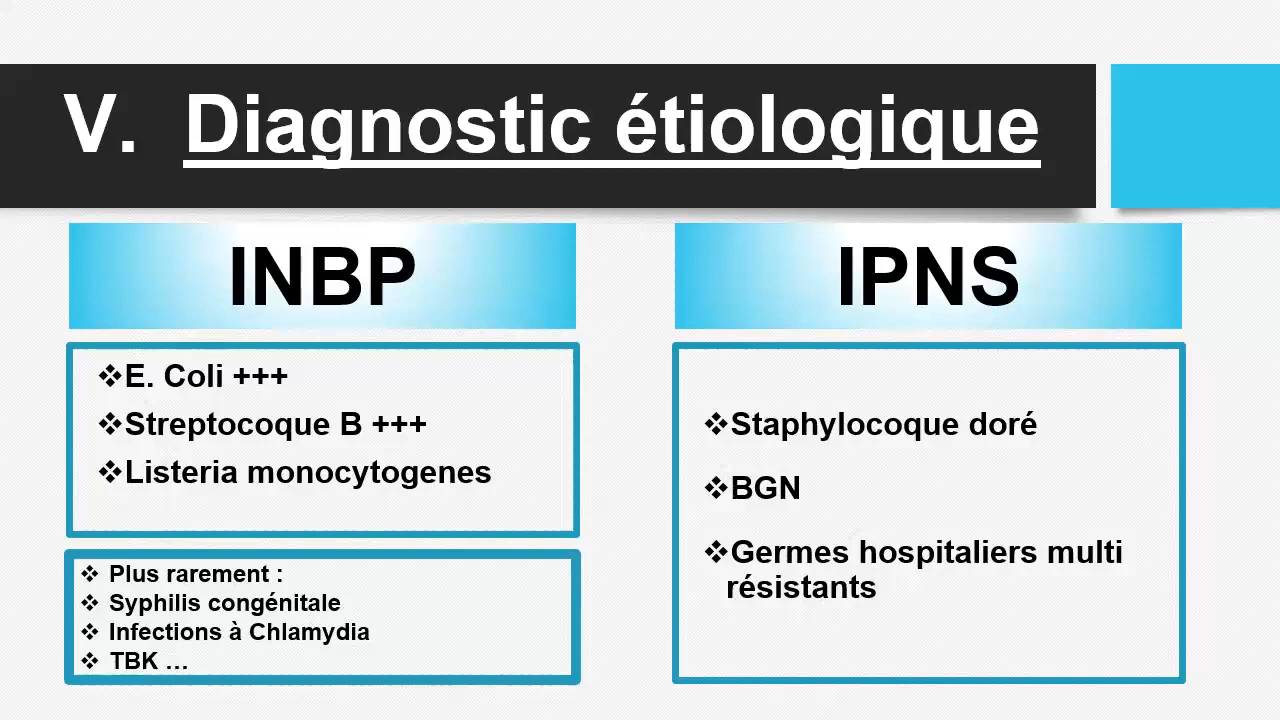 V. Diagnostic étiologique
INBP
❖E. Coli +++
❖Streptocoque B +++
❖Listeria monocytogenes
❖ Plus rarement :
❖ Syphilis congénitale
❖ Infections à Chlamydia
❖ TBK …
IPNS
❖Staphylocoque doré
❖BGN
❖Germes hospitaliers multi
résistants